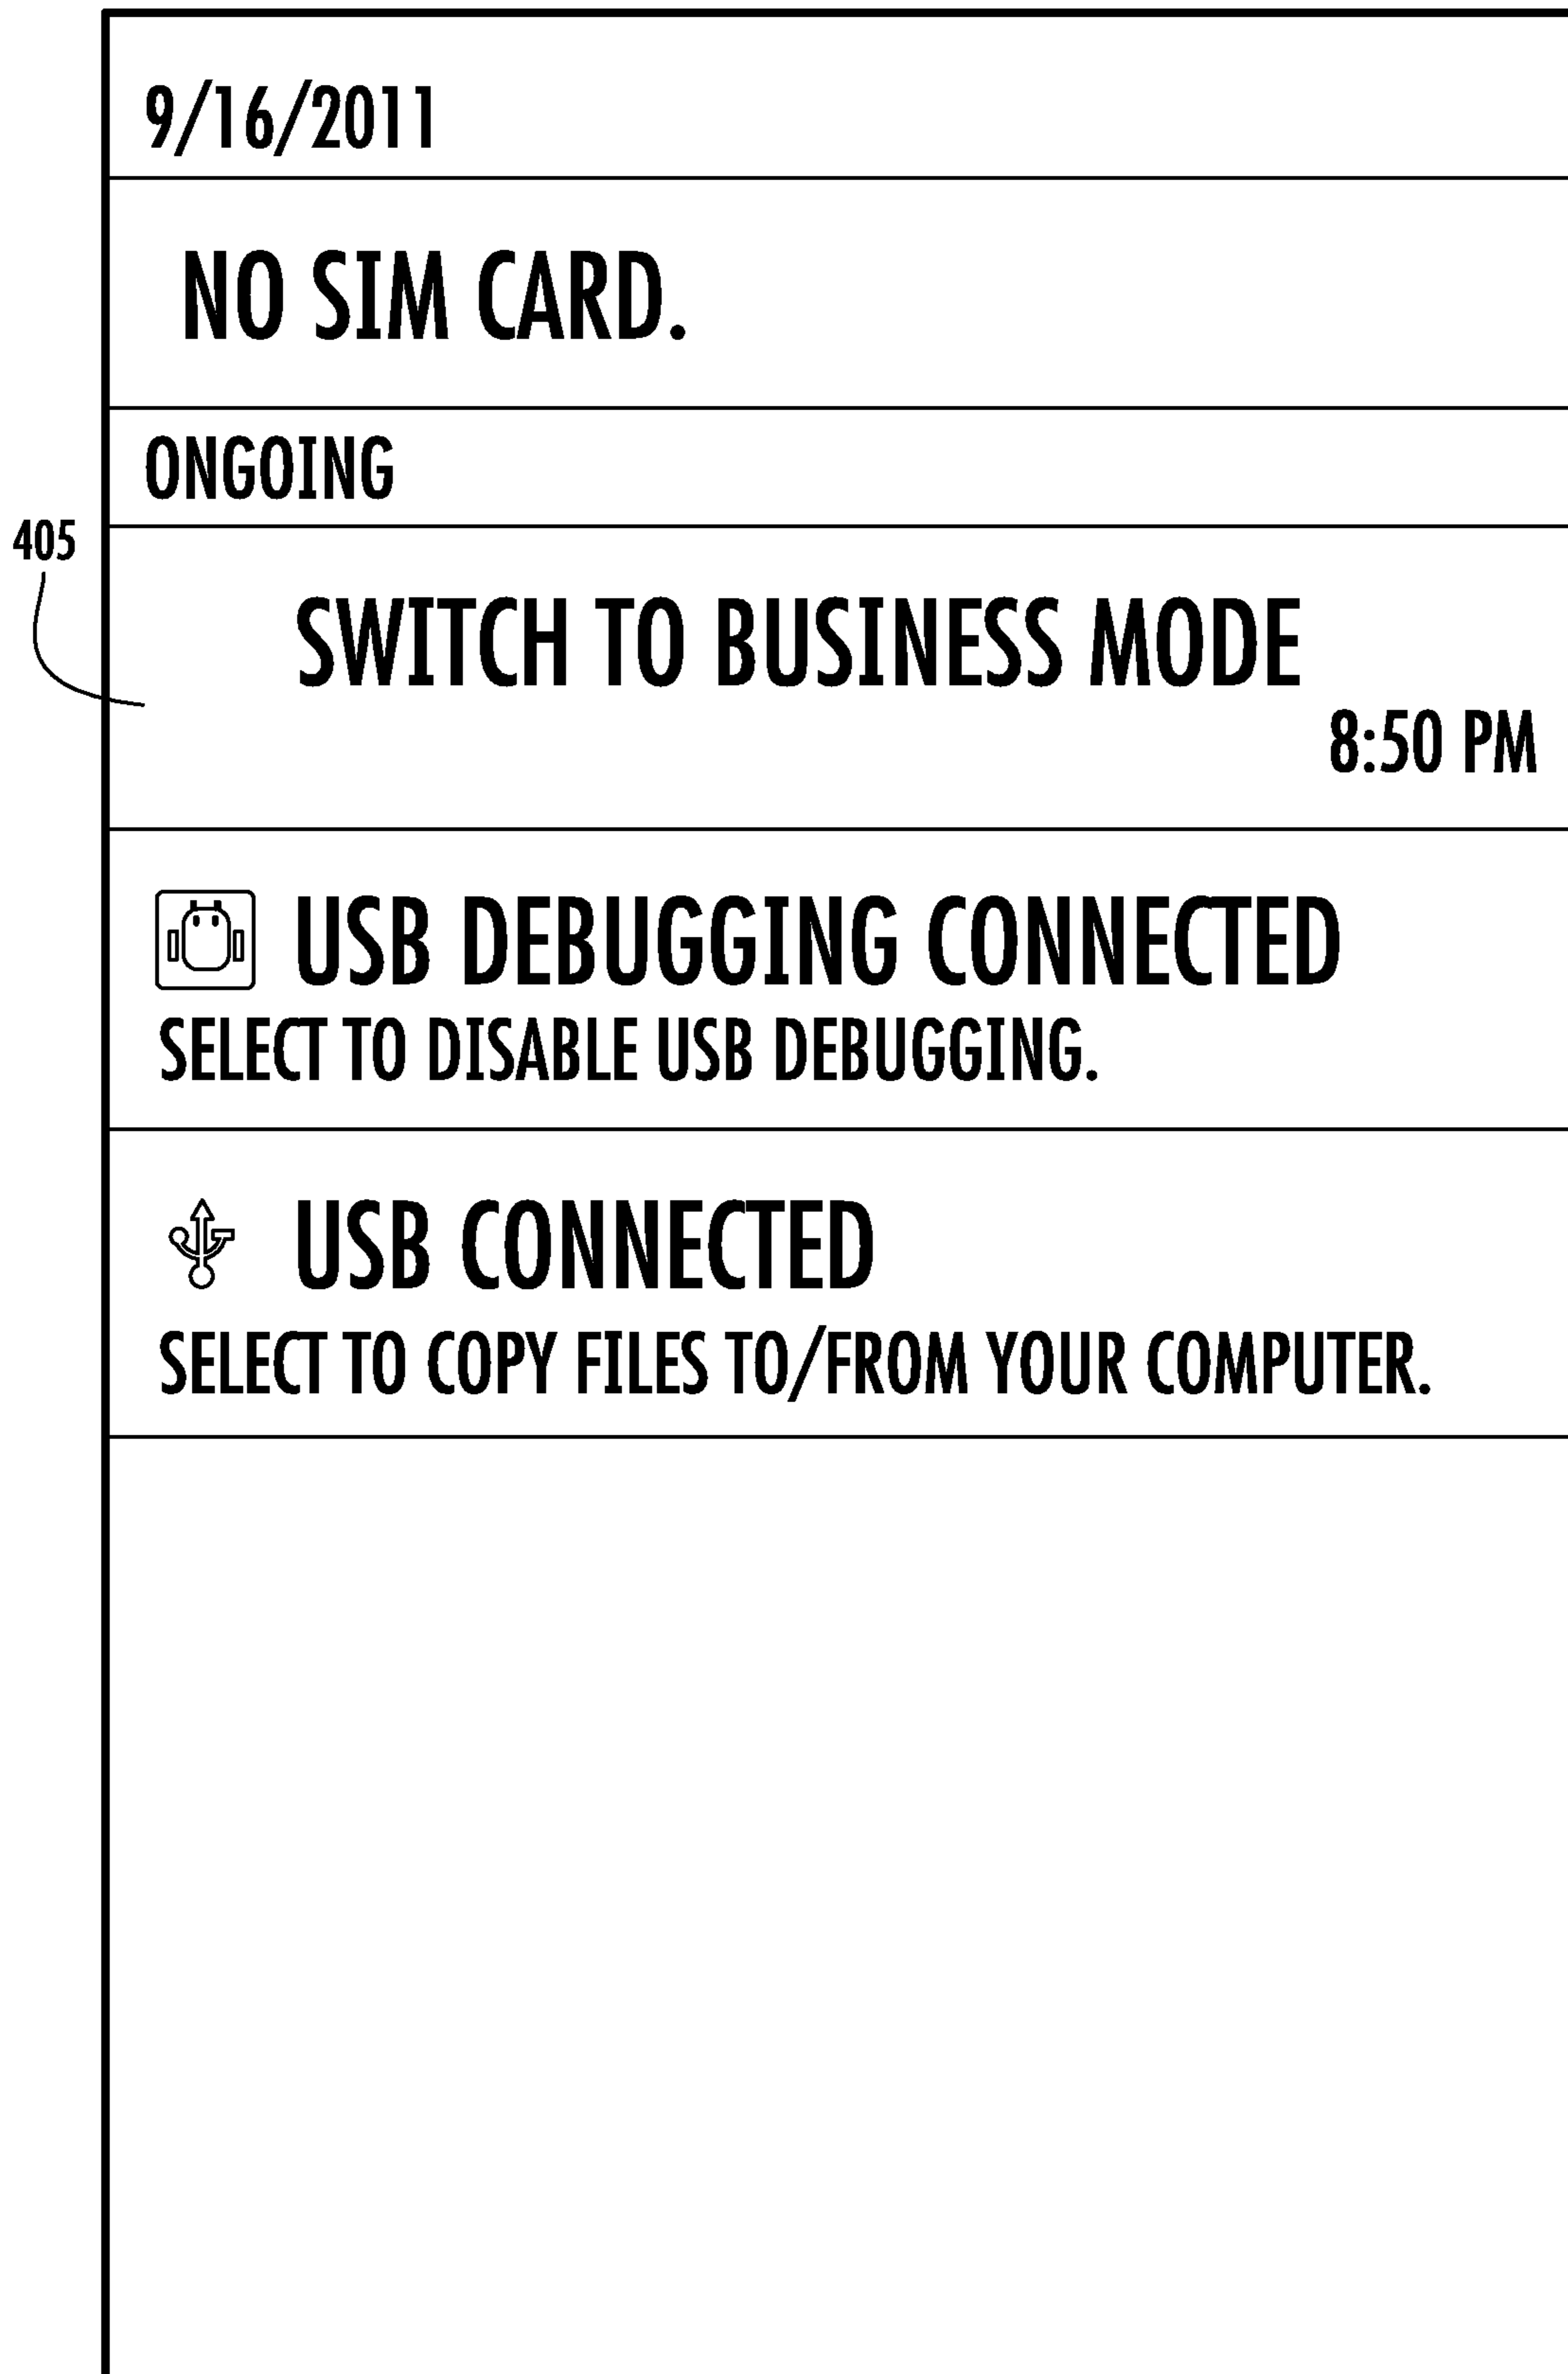 9/16/2011
NO SIM CARD.
ONGOING
405
SWITCH TO BUSINESS MODE
8:50 PM
USB DEBUGGING CONNECTED
SELECT TO DISABLE USB DEBUGGING.
USB CONNECTED
SELECT TO COPY FILES TO/FROM YOUR COMPUTER.